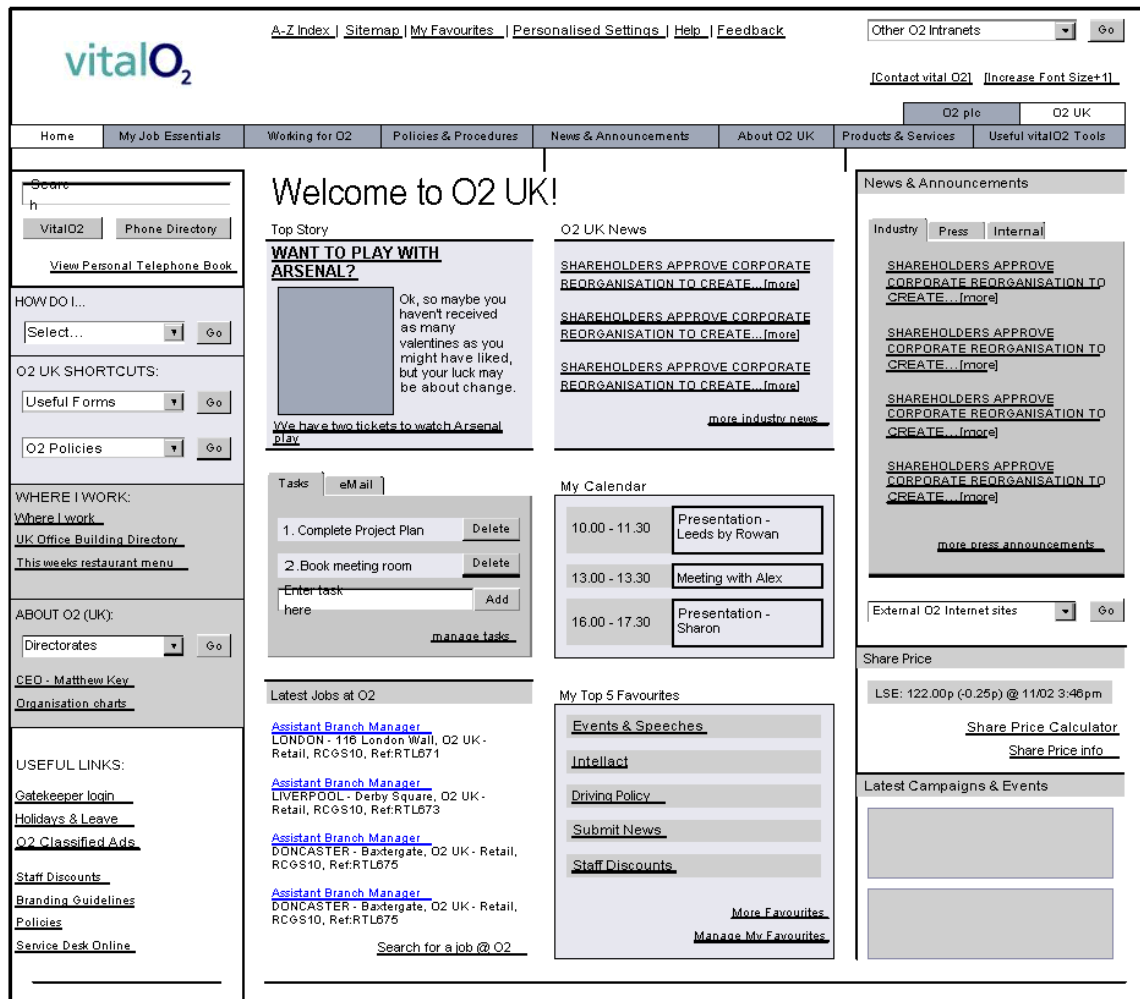 A-Z Index | Sitemap | My Favourites | Personalised Settings | Help | Feedback
Other O2 Intranets Go
vitalO2
[Contact vital O2] [Increase Font Size+1]
O2 plc O2 UK
Home My Job Essentials Working for O2 Policies & Procedures News & Announcements About O2 UK Products & Services Useful vitalO2 Tools
Search
VitalO2 Phone Directory
View Personal Telephone Book
HOW DO I...
Select... Go
O2 UK SHORTCUTS:
Useful Forms Go
O2 Policies Go
WHERE I WORK:
Where I work
UK Office Building Directory
This weeks restaurant menu
ABOUT O2 (UK):
Directorates Go
CEO - Matthew Key
Organisation charts
USEFUL LINKS:
Gatekeeper login
Holidays & Leave
O2 Classified Ads
Staff Discounts
Branding Guidelines
Policies
Service Desk Online
Welcome to O2 UK!
Top Story
WANT TO PLAY WITH
ARSENAL?
Ok, so maybe you
haven't received
as many
valentines as you
might have liked,
but your luck may
be about change.
We have two tickets to watch Arsenal
play
O2 UK News
SHAREHOLDERS APPROVE CORPORATE
REORGANISATION TO CREATE...[more]
SHAREHOLDERS APPROVE CORPORATE
REORGANISATION TO CREATE...[more]
SHAREHOLDERS APPROVE CORPORATE
REORGANISATION TO CREATE...[more]
more industry news
Tasks eMail
1. Complete Project Plan Delete
2.Book meeting room Delete
Enter task
here
Add
manage tasks
My Calendar
10.00 - 11.30 Presentation -
Leeds by Rowan
13.00 - 13.30 Meeting with Alex
16.00 - 17.30 Presentation -
Sharon
Latest Jobs at O2
Assistant Branch Manager
LONDON - 116 London Wall, O2 UK -
Retail, RCGS10, Ref:RTL671
Assistant Branch Manager
LIVERPOOL - Derby Square, O2 UK -
Retail, RCGS10, Ref:RTL673
Assistant Branch Manager
DONCASTER - Baxtergate, O2 UK - Retail,
RCGS10, Ref:RTL675
Assistant Branch Manager
DONCASTER - Baxtergate, O2 UK - Retail,
RCGS10, Ref:RTL675
Search for a job @ O2
My Top 5 Favourites
Events & Speeches
Intellact
Driving Policy
Submit News
Staff Discounts
More Favourites
Manage My Favourites
News & Announcements
Industry Press Internal
SHAREHOLDERS APPROVE
CORPORATE REORGANISATION TO
CREATE...[more]
SHAREHOLDERS APPROVE
CORPORATE REORGANISATION TO
CREATE...[more]
SHAREHOLDERS APPROVE
CORPORATE REORGANISATION TO
CREATE...[more]
SHAREHOLDERS APPROVE
CORPORATE REORGANISATION TO
CREATE...[more]
more press announcements
External O2 Internet sites Go
Share Price
LSE: 122.00p (-0.25p) @ 11/02 3:46pm
Share Price Calculator
Share Price info
Latest Campaigns & Events